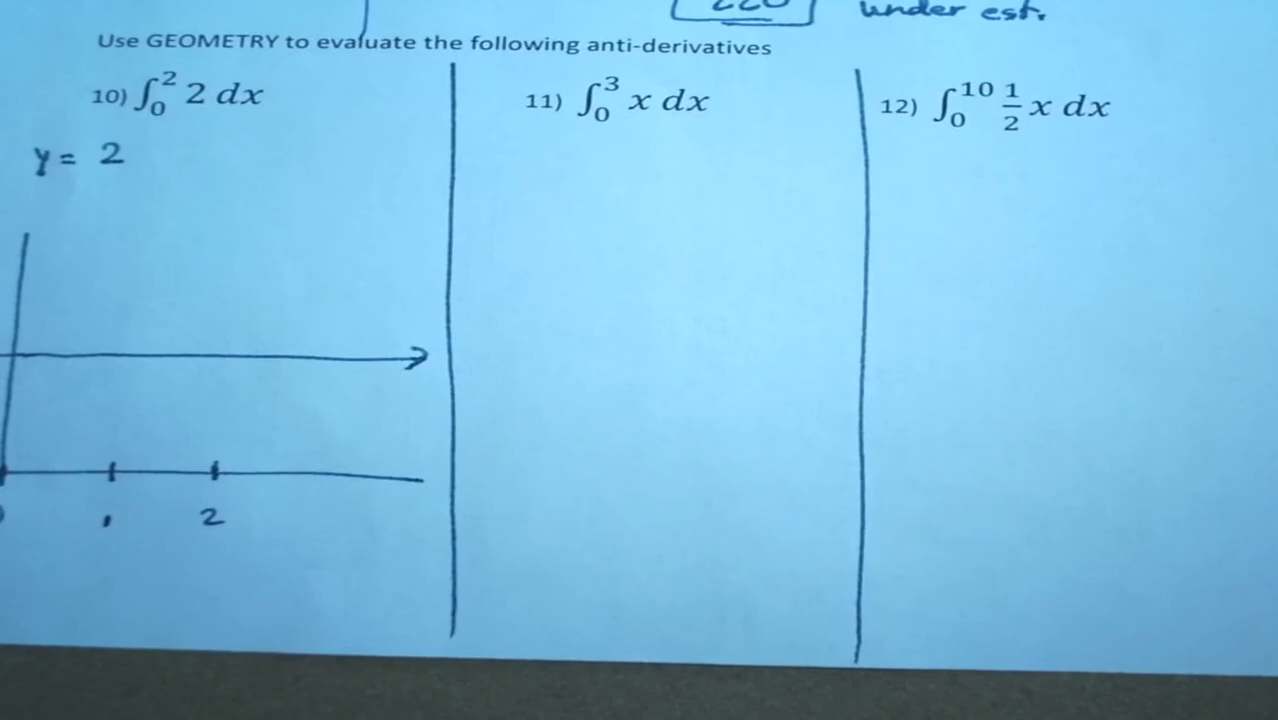 under est.
Use GEOMETRY to evaluate the following anti-derivatives
10) ∫₀² 2 dx
11) ∫₀³ x dx
12) ∫₀¹⁰ 1/2 x dx
y = 2
1 2